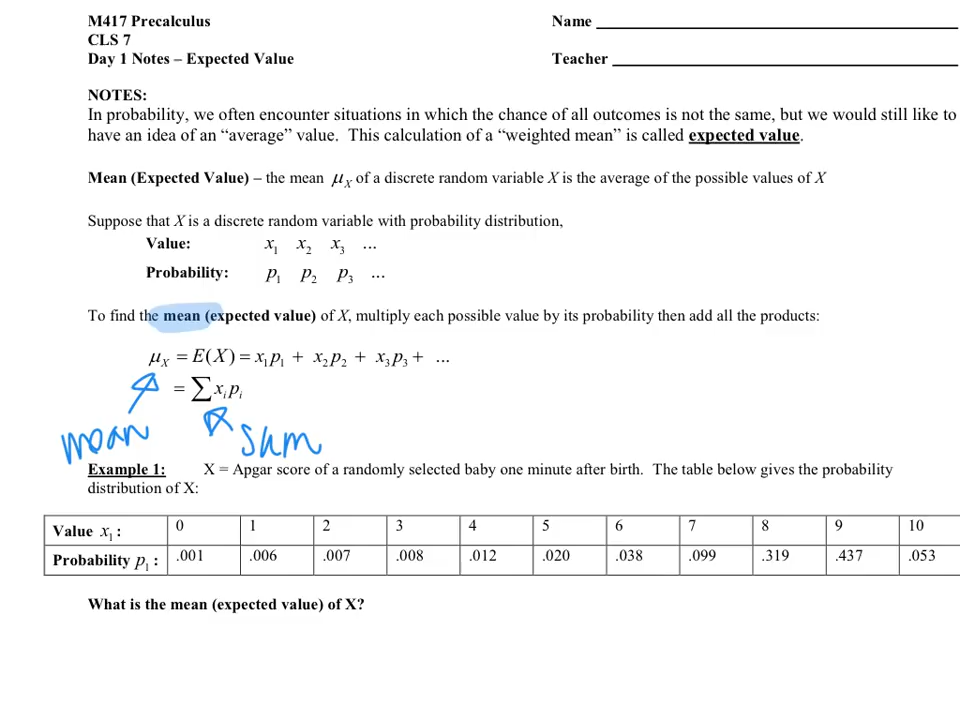 M417 Precalculus Name
CLS 7
Day 1 Notes – Expected Value Teacher
NOTES:
In probability, we often encounter situations in which the chance of all outcomes is not the same, but we would still like to
have an idea of an “average” value. This calculation of a “weighted mean” is called expected value.
Mean (Expected Value) – the mean μ_X of a discrete random variable X is the average of the possible values of X
Suppose that X is a discrete random variable with probability distribution,
Value: x₁ x₂ x₃ ...
Probability: p₁ p₂ p₃ ...
To find the mean (expected value) of X, multiply each possible value by its probability then add all the products:
μ_X = E(X) = x₁p₁ + x₂p₂ + x₃p₃ + ...
= ∑ xᵢpᵢ
mean sum
Example 1: X = Apgar score of a randomly selected baby one minute after birth. The table below gives the probability
distribution of X:
Value x₁ : 0 1 2 3 4 5 6 7 8 9 10
Probability p₁ : .001 .006 .007 .008 .012 .020 .038 .099 .319 .437 .053
What is the mean (expected value) of X?